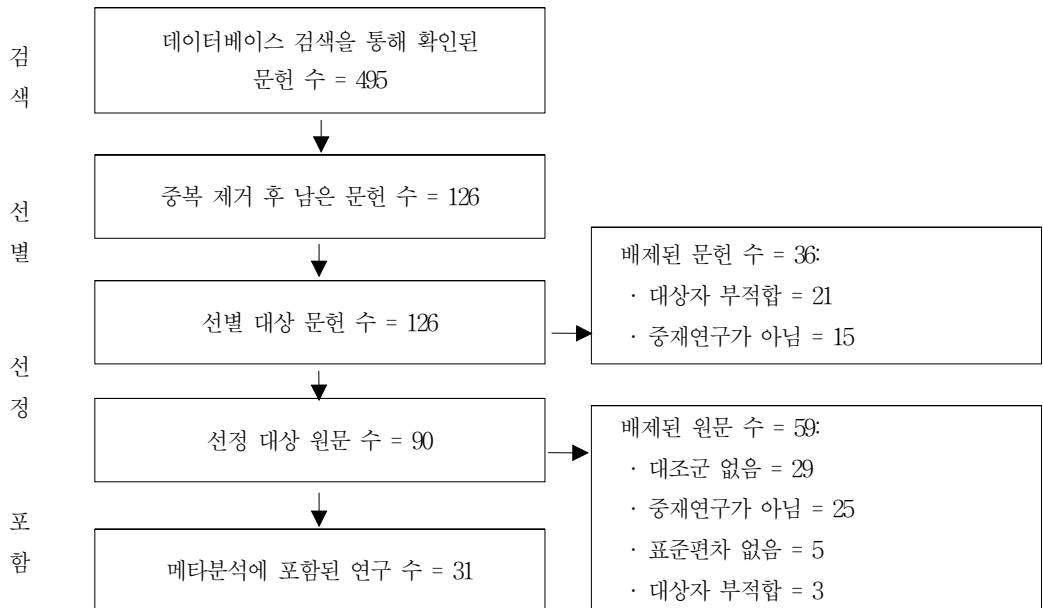 검
색
데이터베이스 검색을 통해 확인된
문헌 수 = 495
선
별
중복 제거 후 남은 문헌 수 = 126
선별 대상 문헌 수 = 126
배제된 문헌 수 = 36:
· 대상자 부적합 = 21
· 중재연구가 아님 = 15
선
정
선정 대상 원문 수 = 90
배제된 원문 수 = 59:
· 대조군 없음 = 29
· 중재연구가 아님 = 25
· 표준편차 없음 = 5
· 대상자 부적합 = 3
포
함
메타분석에 포함된 연구 수 = 31